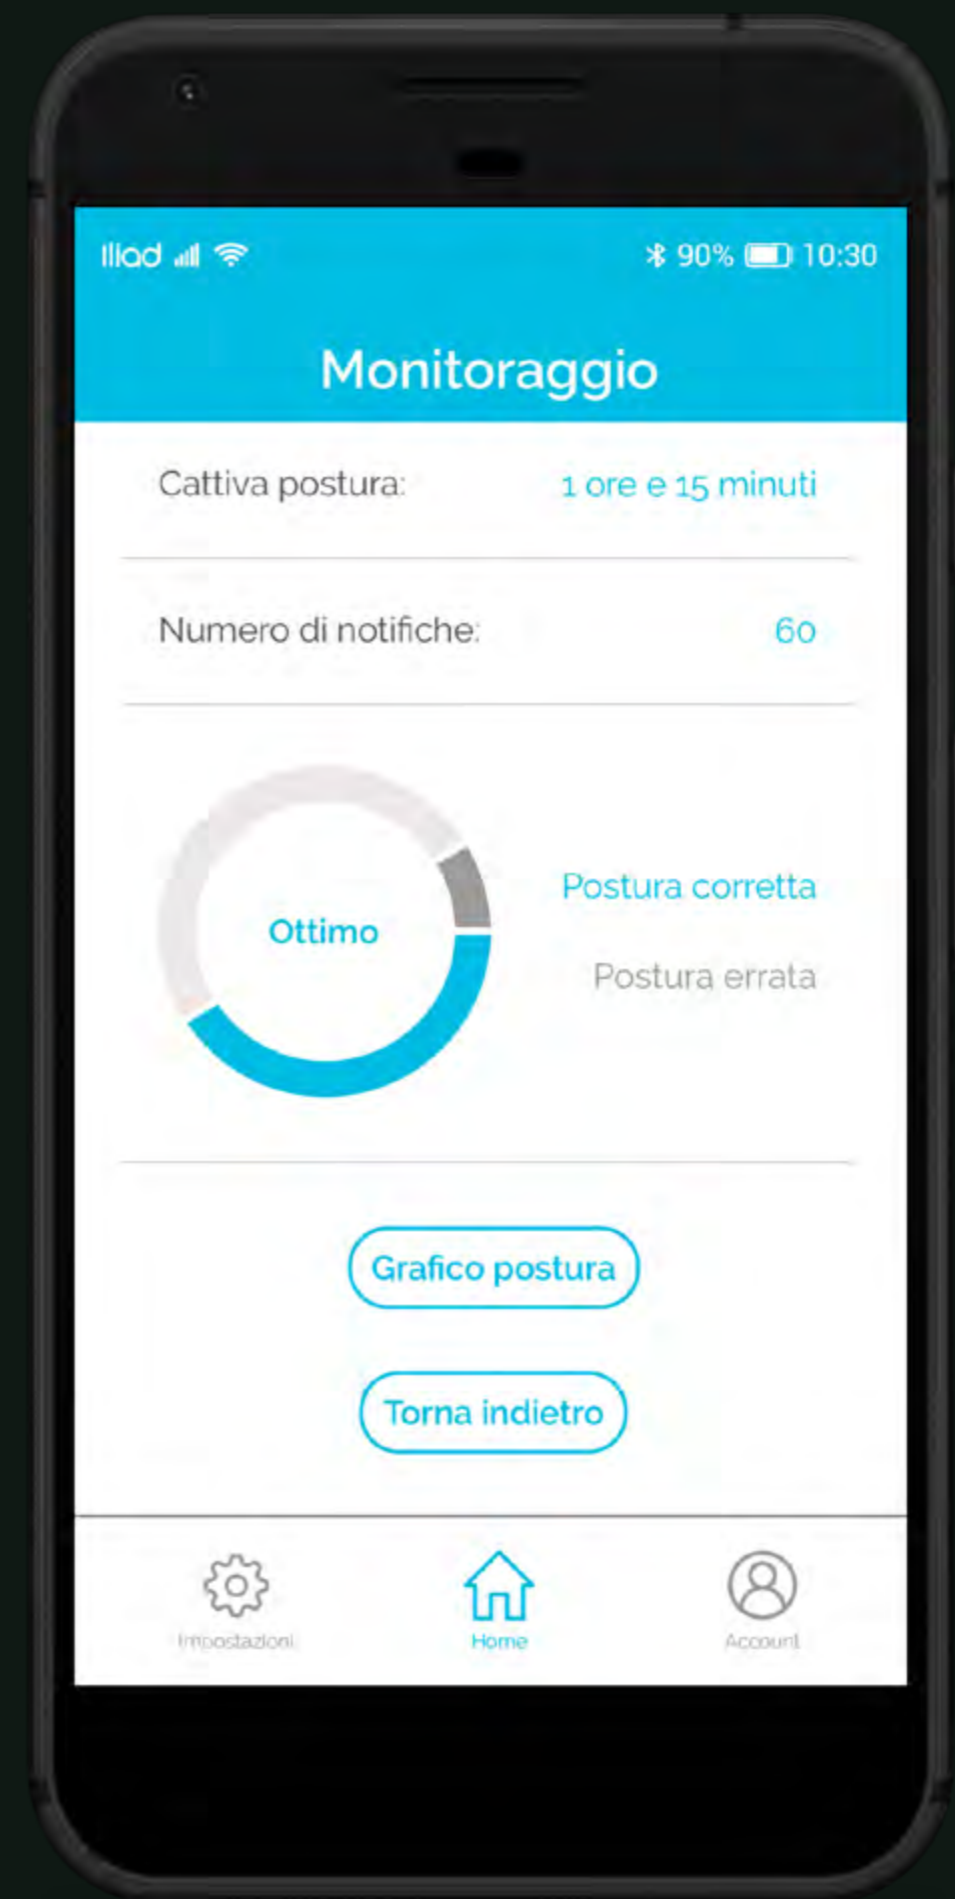 Iliad 90% 10:30
Monitoraggio
Cattiva postura: 1 ore e 15 minuti
Numero di notifiche: 60
Ottimo
Postura corretta
Postura errata
Grafico postura
Torna indietro
Impostazioni Home Account